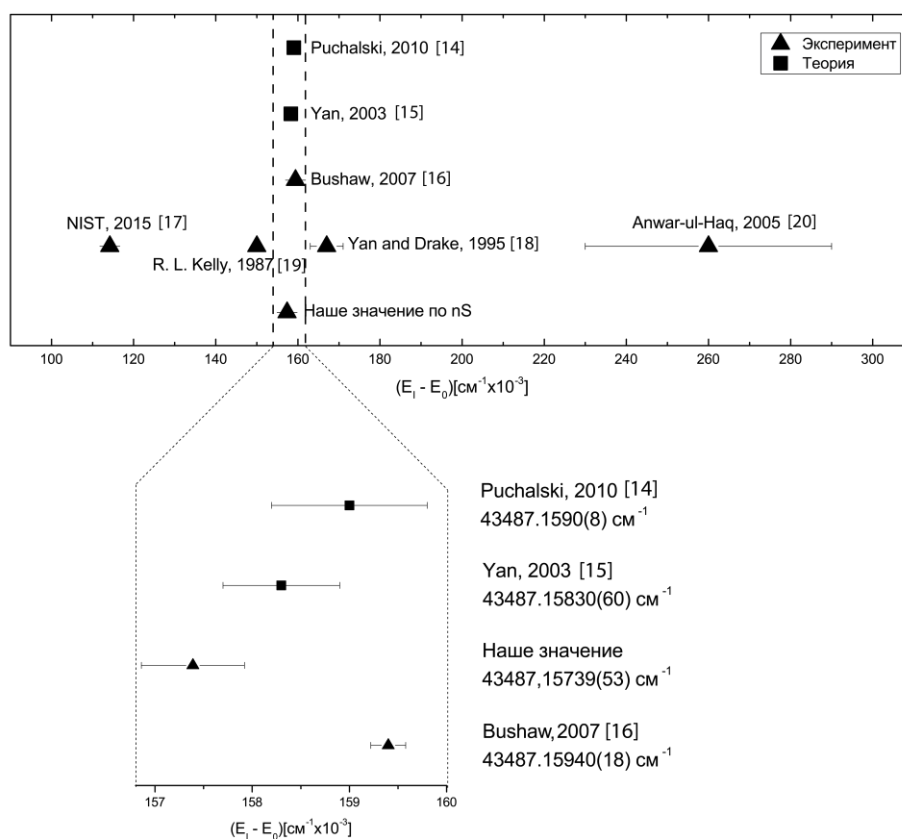 Puchalski, 2010 [14]
▲ Эксперимент
■ Теория
Yan, 2003 [15]
Bushaw, 2007 [16]
NIST, 2015 [17]
Yan and Drake, 1995 [18]
Anwar-ul-Haq, 2005 [20]
R. L. Kelly, 1987 [19]
Наше значение по nS
100 120 140 160 180 200 220 240 260 280 300
(E_I - E_0)[см⁻¹x10⁻³]
Puchalski, 2010 [14]
43487.1590(8) см⁻¹
Yan, 2003 [15]
43487.15830(60) см⁻¹
Наше значение
43487,15739(53) см⁻¹
Bushaw,2007 [16]
43487.15940(18) см⁻¹
157 158 159 160
(E_I - E_0)[см⁻¹x10⁻³]